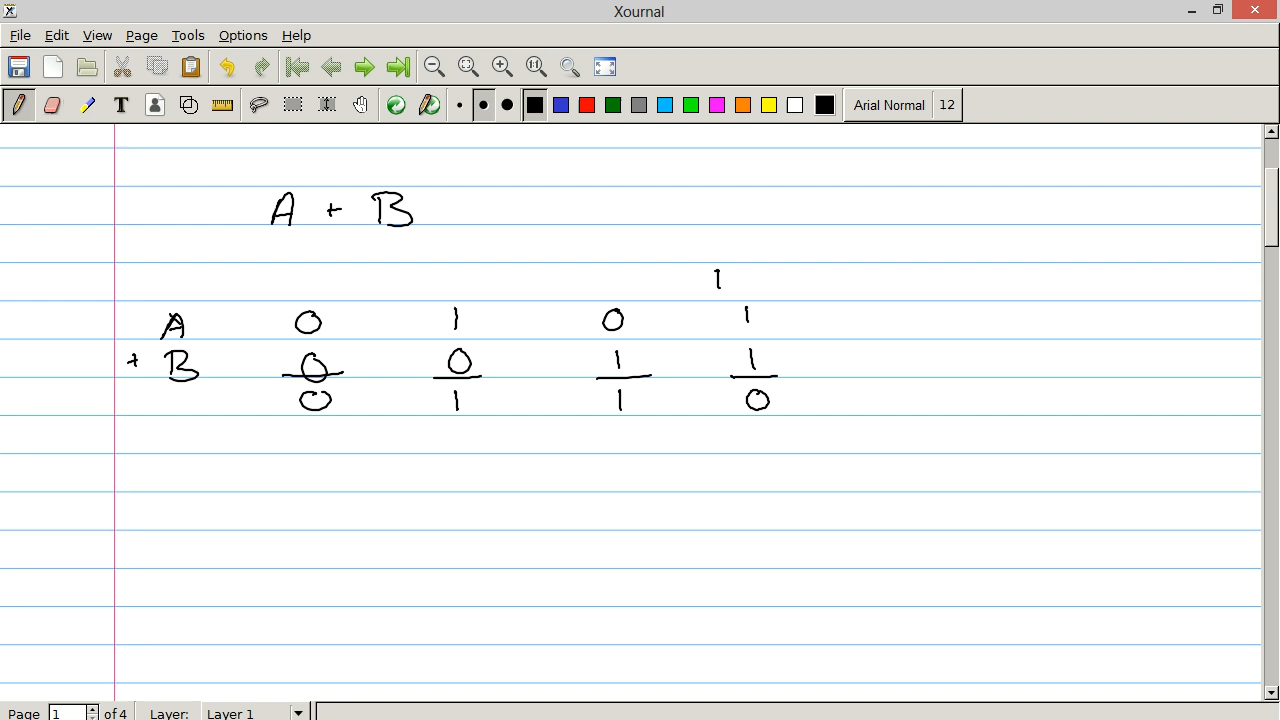 Xournal
File Edit View Page Tools Options Help
T Arial Normal 12
A + B
1
A 0 1 0 1
+ B 0 0 1 1
0 1 1 0
Page 1 of 4 Layer: Layer 1